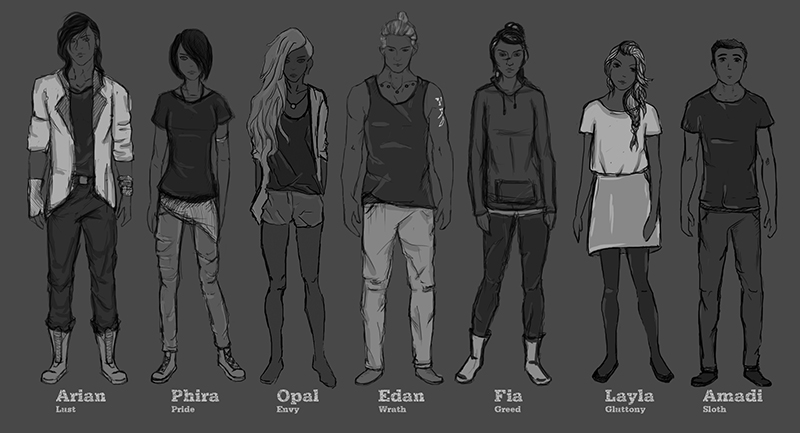 Arian
Lust
Phira
Pride
Opal
Envy
Edan
Wrath
Fia
Greed
Layla
Gluttony
Amadi
Sloth